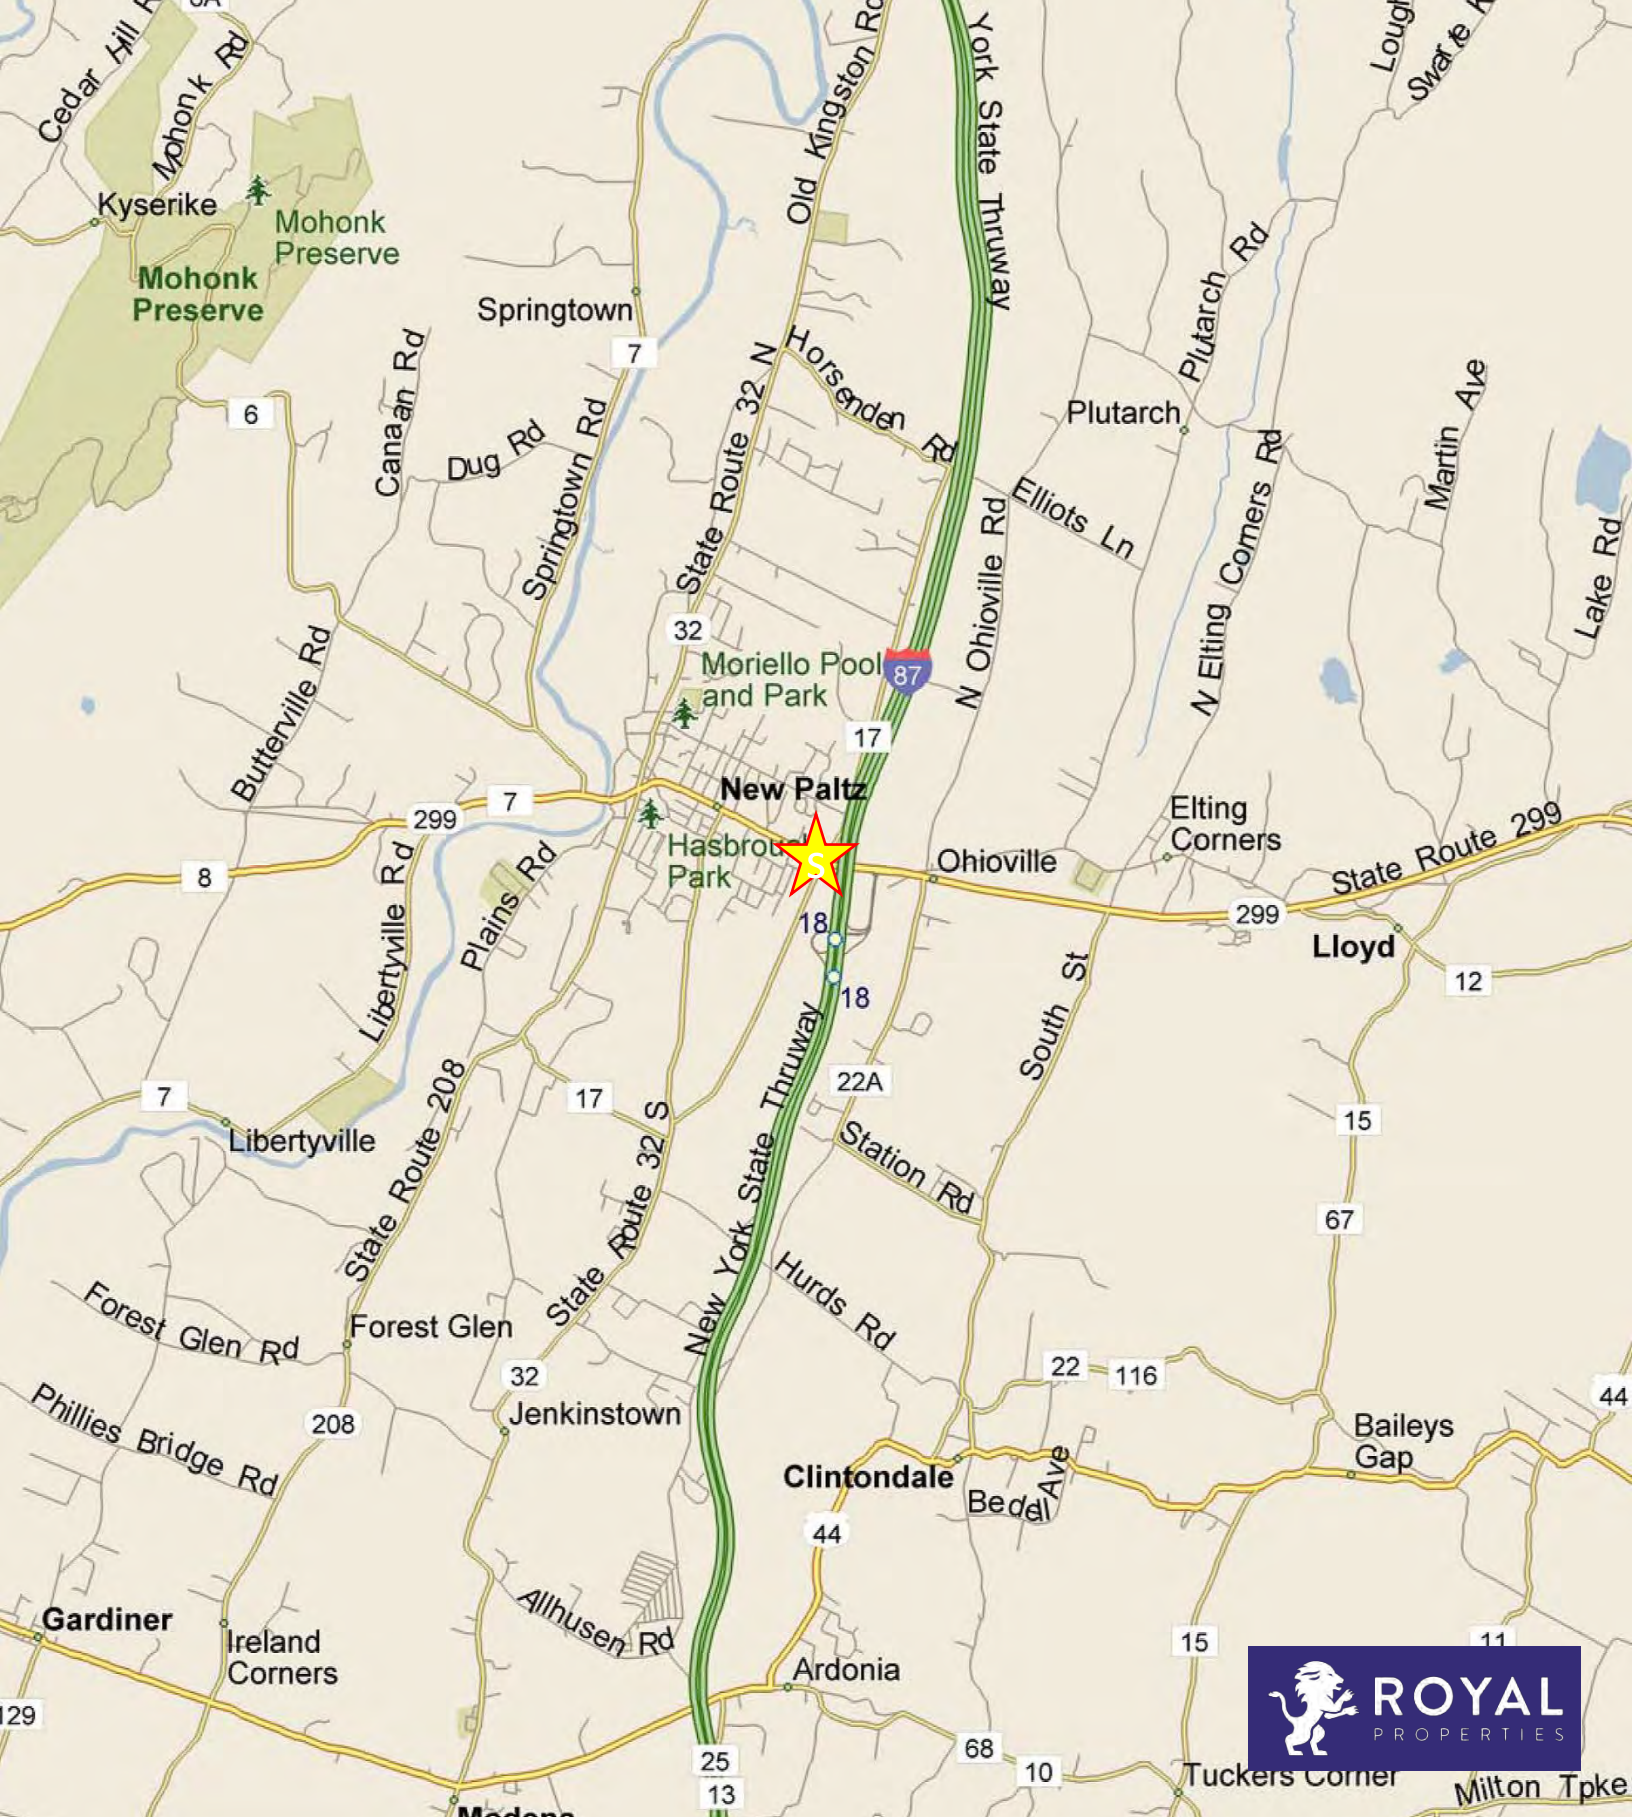 6A
Cedar Hill R
Mohonk Rd
Old Kingston Rd
York State Thruway
Lough
Swarte K
Kyserike
Mohonk
Preserve
Mohonk
Preserve
Springtown
7
Plutarch Rd
6
Canaan Rd
Dug Rd
Springtown Rd
State Route 32 N
Horsenden Rd
Plutarch
Martin Ave
Elliots Ln
N Ohioville Rd
N Elting Corners Rd
Lake Rd
32
Moriello Pool
and Park
87
17
Butterville Rd
New Paltz
7
299
Hasbrouck
Park
S
8
Ohioville
Elting
Corners
State Route 299
299
Lloyd
12
Libertyville Rd
Plains Rd
18
18
South St
22A
7
Libertyville
17
15
State Route 208
State Route 32 S
New York State Thruway
Station Rd
67
Hurds Rd
Forest Glen Rd
Forest Glen
32
22
116
44
Phillies Bridge Rd
208
Jenkinstown
Baileys
Gap
Clintondale
Bedell Ave
44
Allhusen Rd
Gardiner
Ireland
Corners
Ardonia
15
11
129
ROYAL
PROPERTIES
25
13
68
10
Tuckers Corner
Milton Tpke
Modena